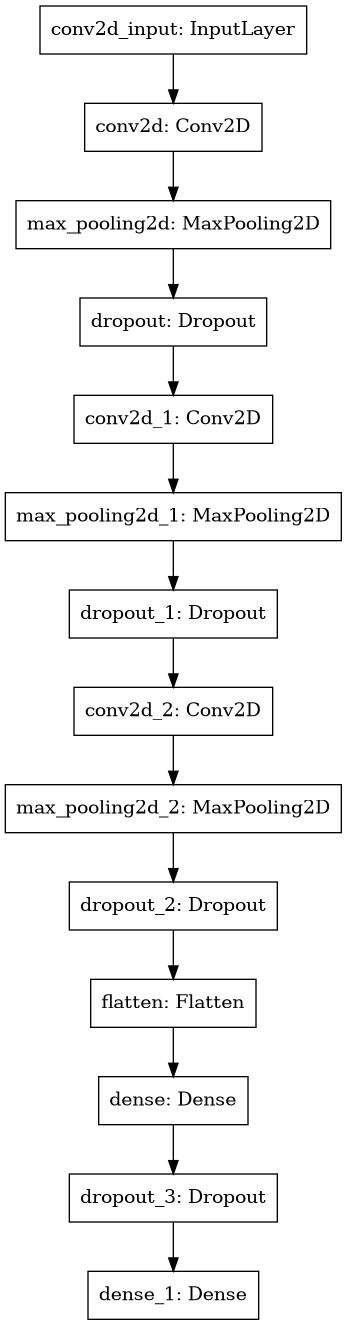 conv2d_input: InputLayer
conv2d: Conv2D
max_pooling2d: MaxPooling2D
dropout: Dropout
conv2d_1: Conv2D
max_pooling2d_1: MaxPooling2D
dropout_1: Dropout
conv2d_2: Conv2D
max_pooling2d_2: MaxPooling2D
dropout_2: Dropout
flatten: Flatten
dense: Dense
dropout_3: Dropout
dense_1: Dense